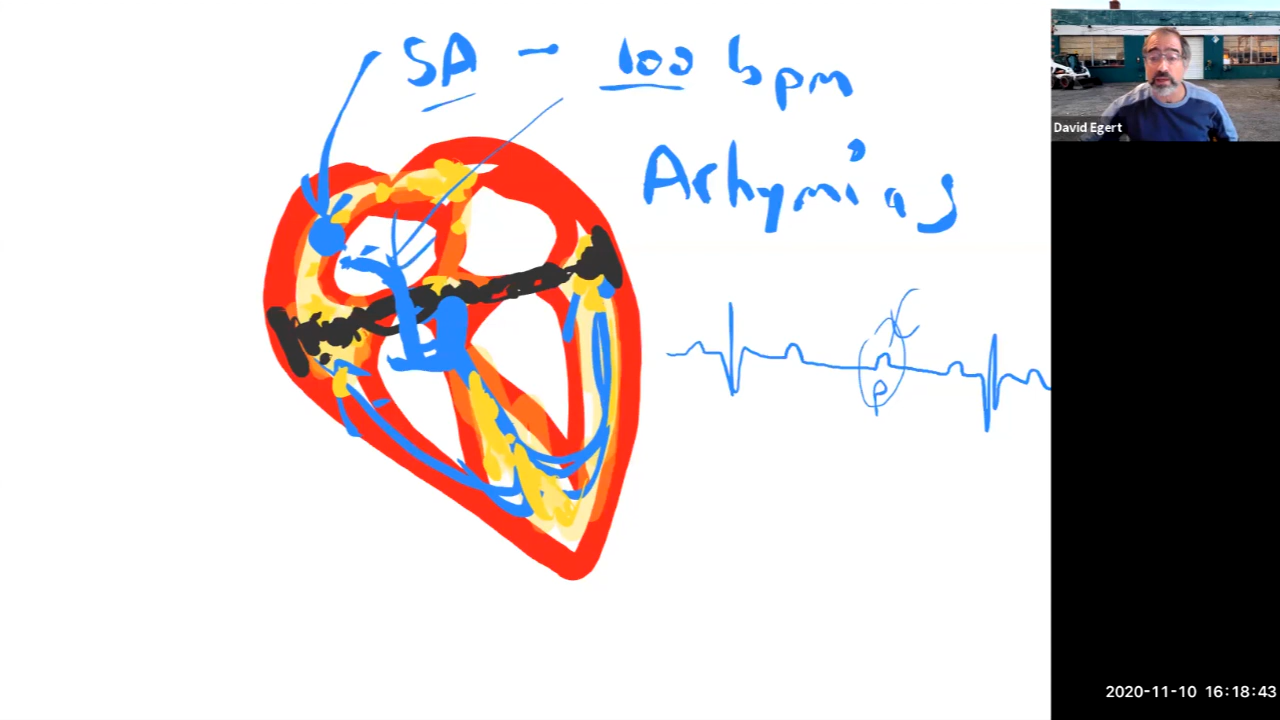 SA - 100 bpm
Arhymias
P
David Egert
2020-11-10 16:18:43